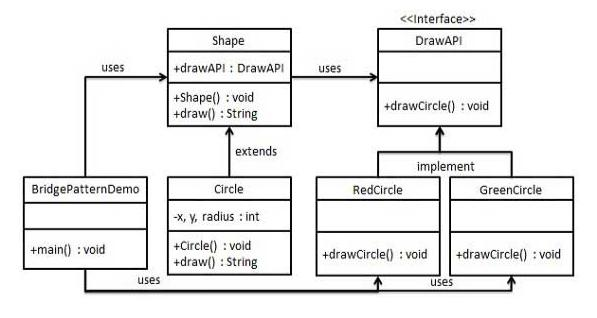 <<Interface>>
Shape
DrawAPI
+drawAPI : DrawAPI
uses
uses
+Shape() : void
+draw() : String
+drawCircle() : void
extends
implement
BridgePatternDemo
Circle
RedCircle
GreenCircle
-x, y, radius : int
+main() : void
+Circle() : void
+draw() : String
+drawCircle() : void
+drawCircle() : void
uses
uses